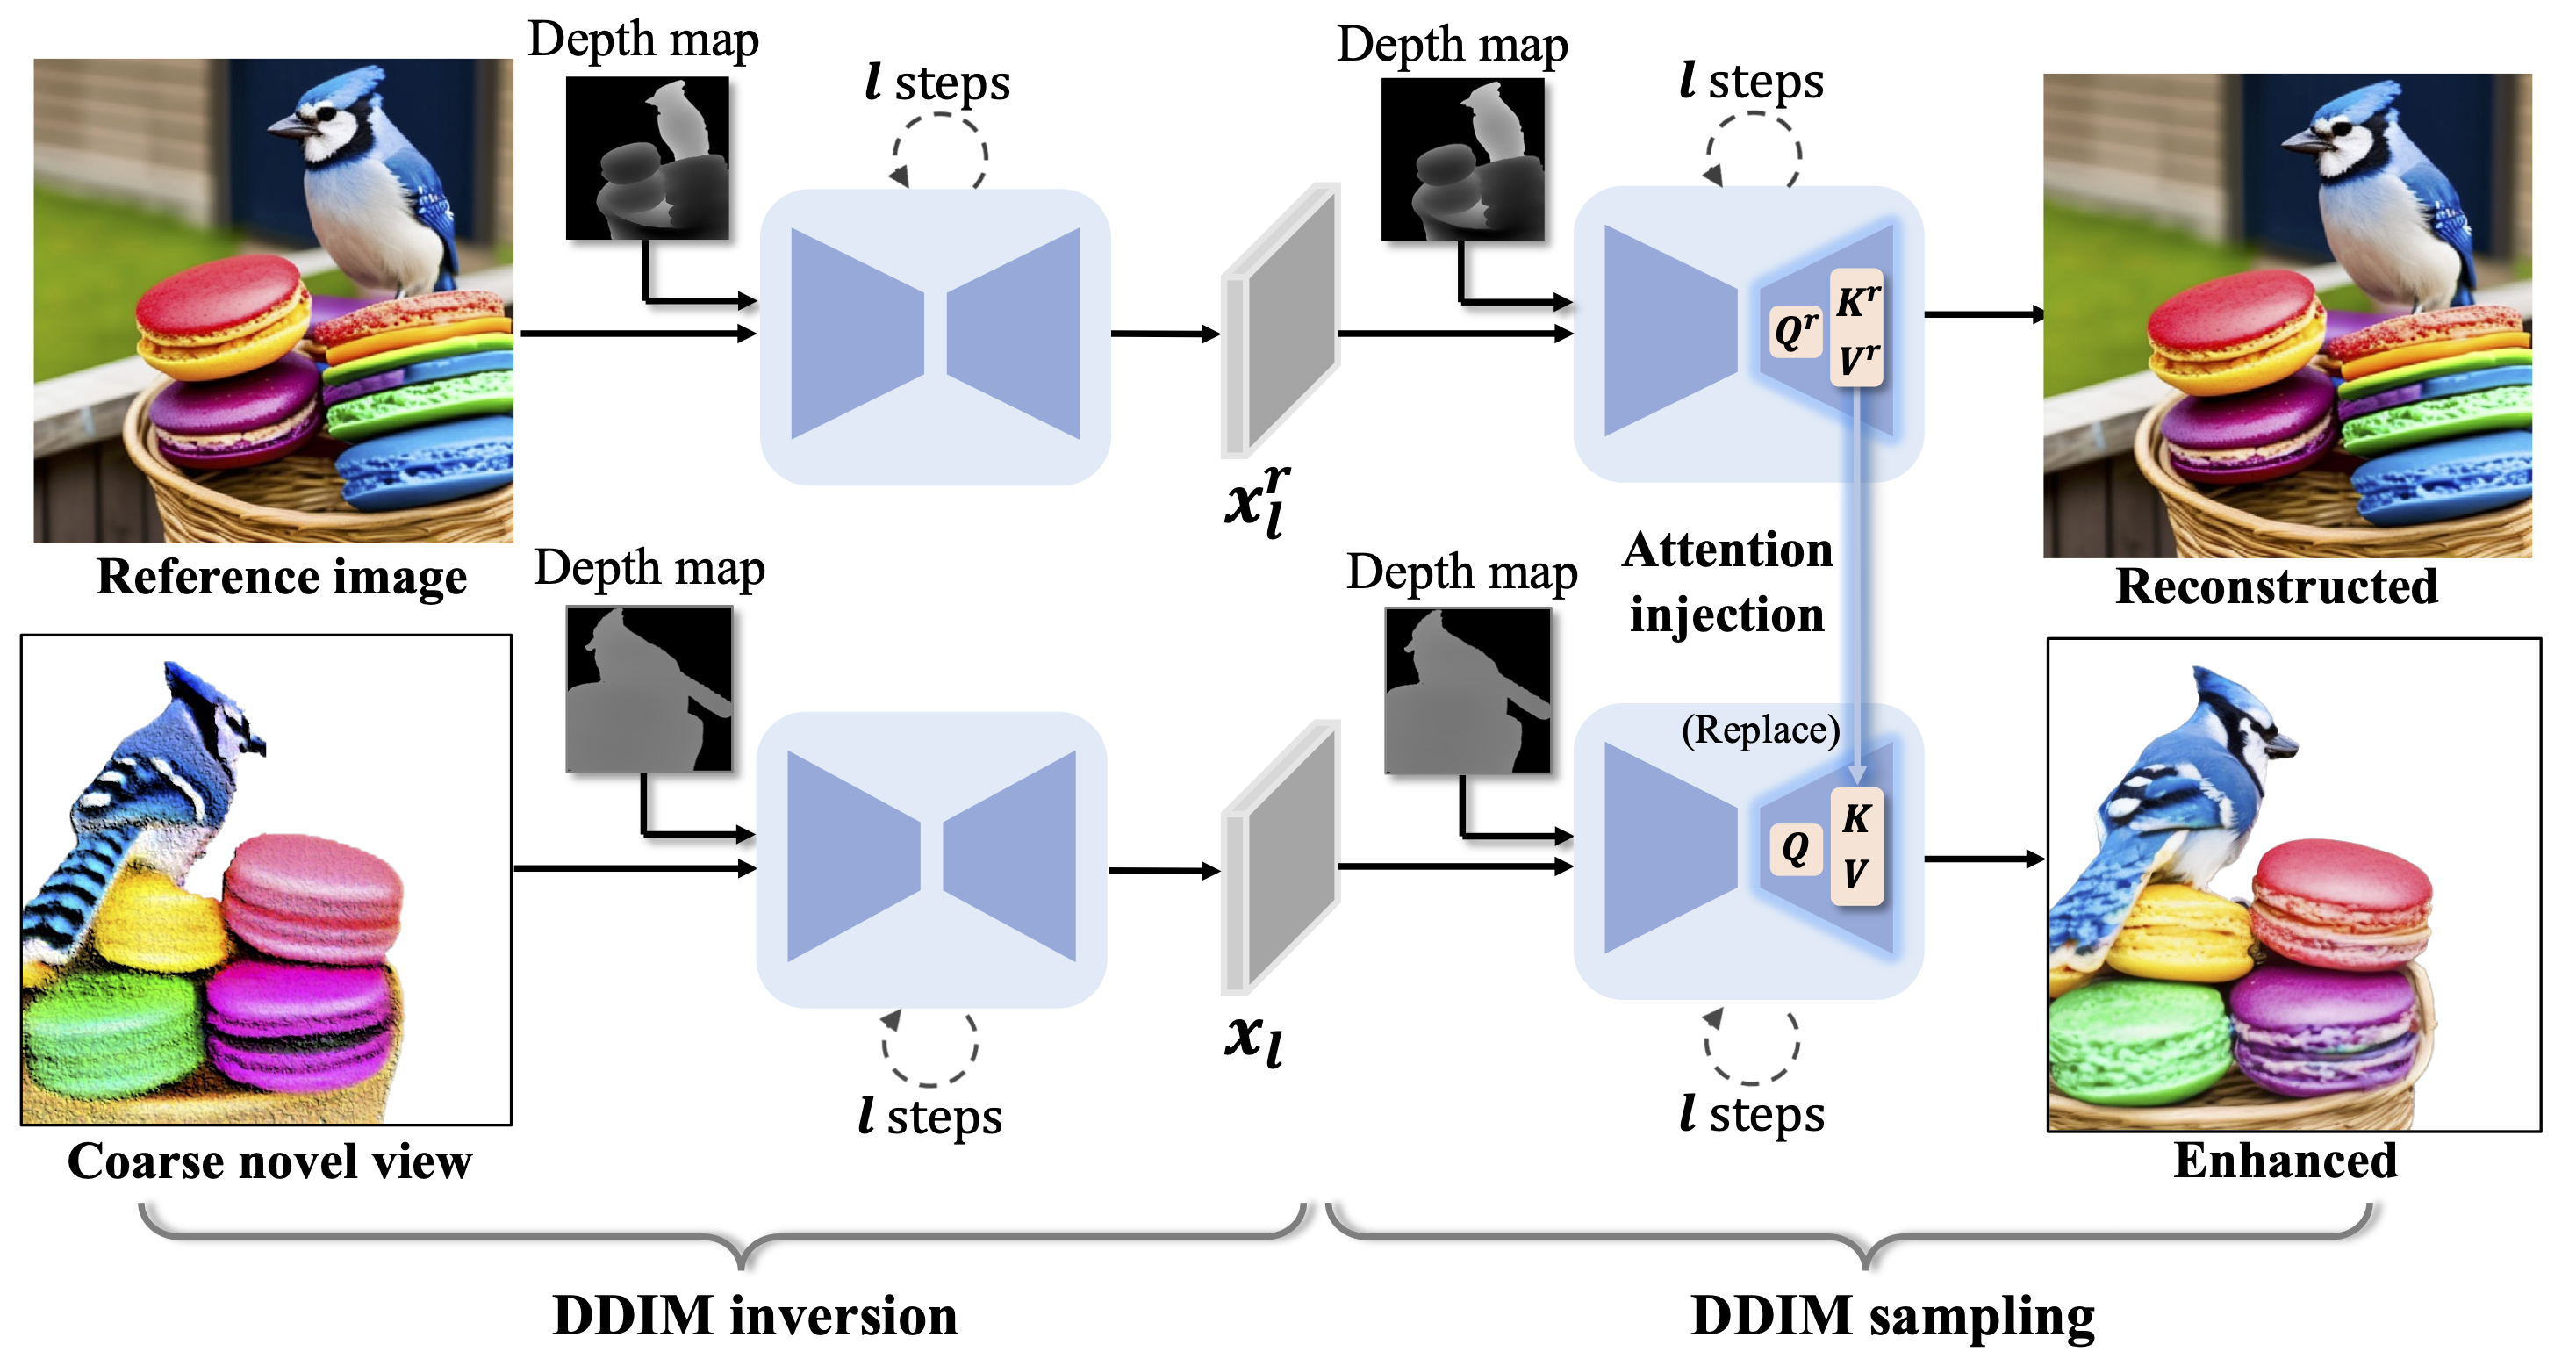 Depth map
l steps
Depth map
l steps
Q^r
K^r
V^r
x_l^r
Reference image
Attention
injection
Reconstructed
Depth map
Depth map
(Replace)
Q
K
V
x_l
l steps
l steps
Coarse novel view
Enhanced
DDIM inversion
DDIM sampling